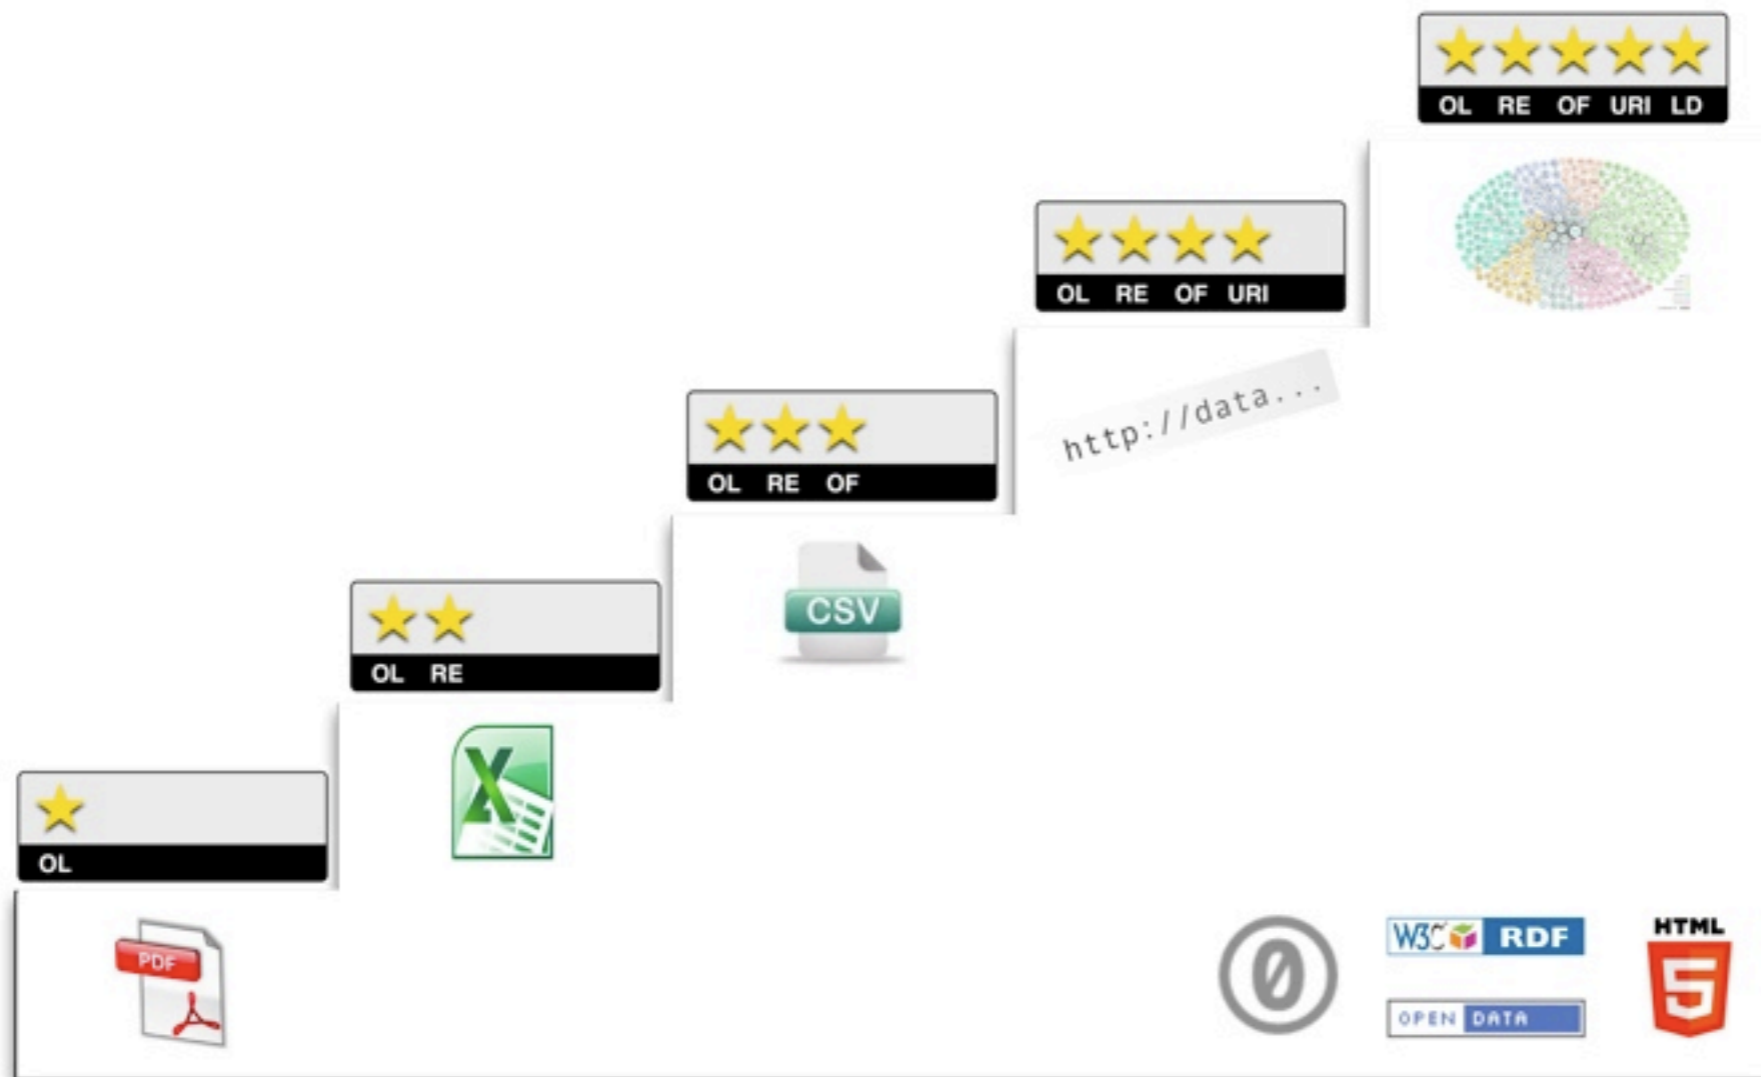 OL RE OF URI LD
OL RE OF URI
http://data...
OL RE OF
CSV
OL RE
X
OL
PDF
0
W3C RDF
OPEN DATA
HTML
5